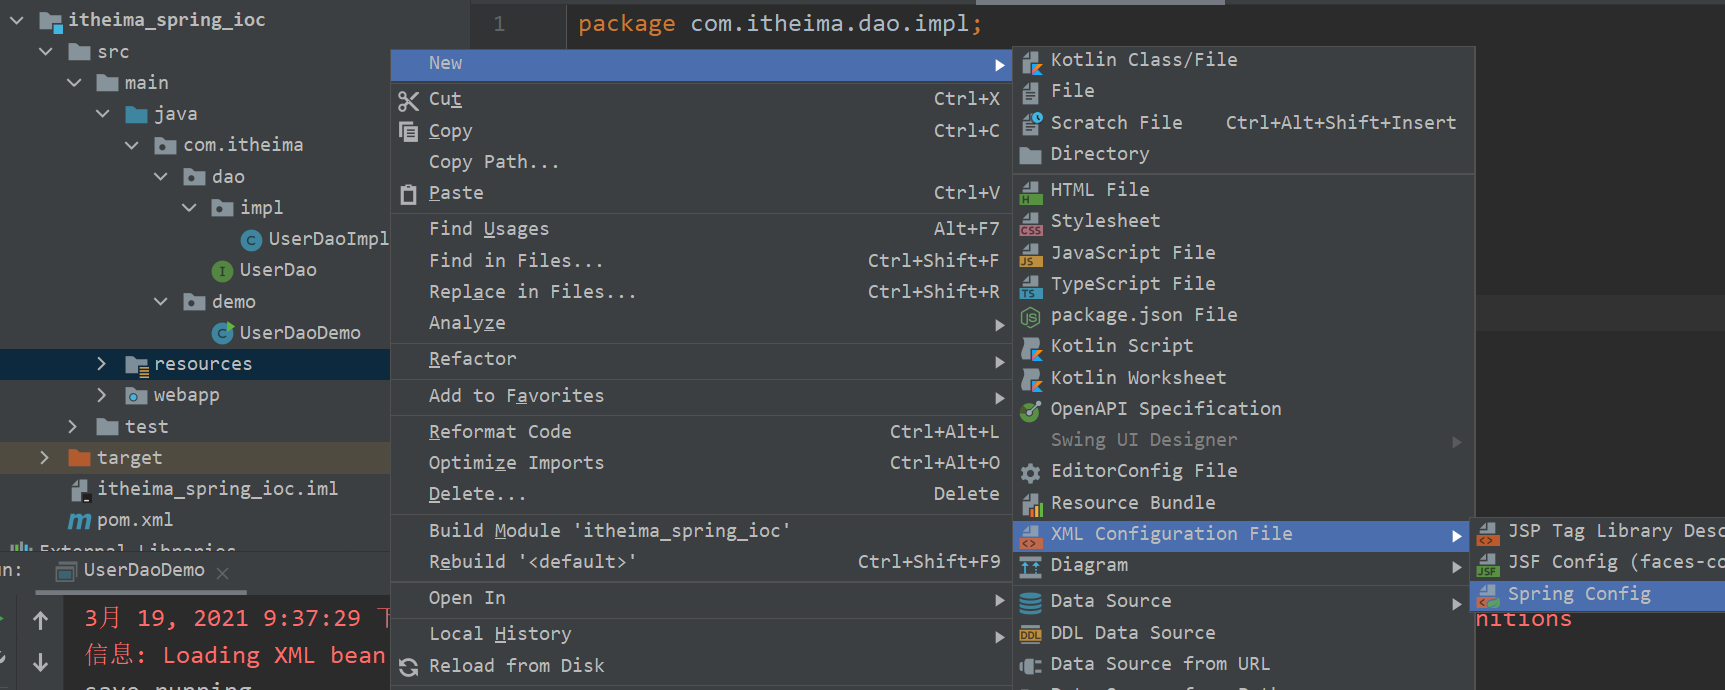 itheima_spring_ioc
src
main
java
com.itheima
dao
impl
UserDaoImpl
UserDao
demo
UserDaoDemo
resources
webapp
test
target
itheima_spring_ioc.iml
pom.xml
External Libraries
UserDaoDemo
3月 19, 2021 9:37:29 下
信息: Loading XML bean
nitions
save running
1 package com.itheima.dao.impl;
New
Cut Ctrl+X
Copy Ctrl+C
Copy Path...
Paste Ctrl+V
Find Usages Alt+F7
Find in Files... Ctrl+Shift+F
Replace in Files... Ctrl+Shift+R
Analyze
Refactor
Add to Favorites
Reformat Code Ctrl+Alt+L
Optimize Imports Ctrl+Alt+O
Delete... Delete
Build Module 'itheima_spring_ioc'
Rebuild '<default>' Ctrl+Shift+F9
Open In
Local History
Reload from Disk
Kotlin Class/File
File
Scratch File Ctrl+Alt+Shift+Insert
Directory
HTML File
Stylesheet
JavaScript File
TypeScript File
package.json File
Kotlin Script
Kotlin Worksheet
OpenAPI Specification
Swing UI Designer
EditorConfig File
Resource Bundle
XML Configuration File
Diagram
Data Source
DDL Data Source
Data Source from URL
JSP Tag Library Desc
JSF Config (faces-co
Spring Config